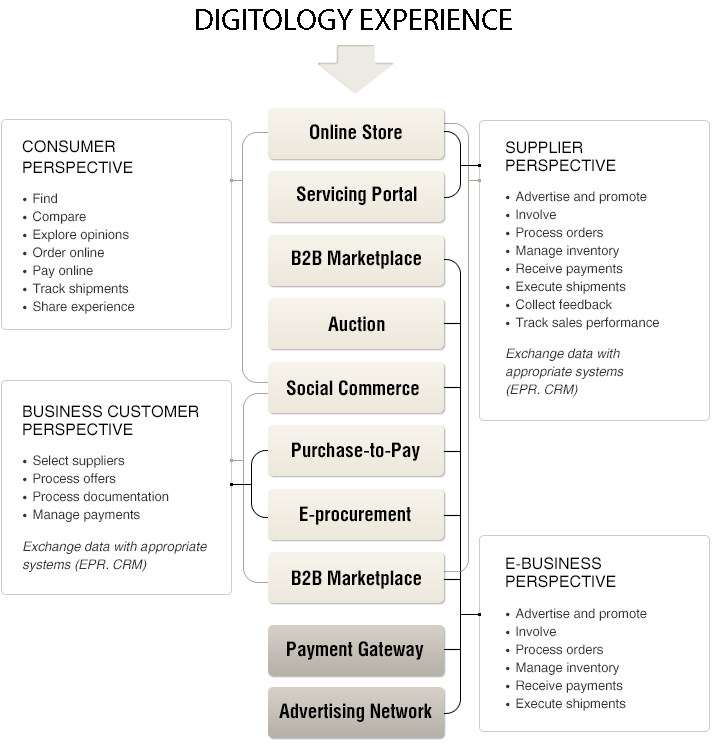 DIGITOLOGY EXPERIENCE
CONSUMER
PERSPECTIVE
• Find
• Compare
• Explore opinions
• Order online
• Pay online
• Track shipments
• Share experience
BUSINESS CUSTOMER
PERSPECTIVE
• Select suppliers
• Process offers
• Process documentation
• Manage payments
Exchange data with appropriate
systems (EPR. CRM)
Online Store
Servicing Portal
B2B Marketplace
Auction
Social Commerce
Purchase-to-Pay
E-procurement
B2B Marketplace
Payment Gateway
Advertising Network
SUPPLIER
PERSPECTIVE
• Advertise and promote
• Involve
• Process orders
• Manage inventory
• Receive payments
• Execute shipments
• Collect feedback
• Track sales performance
Exchange data with
appropriate systems
(EPR. CRM)
E-BUSINESS
PERSPECTIVE
• Advertise and promote
• Involve
• Process orders
• Manage inventory
• Receive payments
• Execute shipments